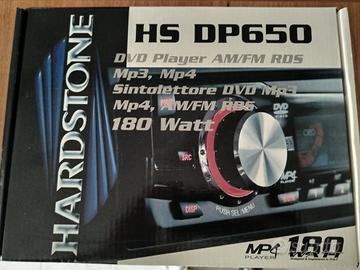 HARDSTONE
HS DP650
DVD Player AM/FM RDS
Mp3, Mp4
Sintolettore DVD Mp3
Mp4, AM/FM RDS
180 Watt
SRC
DISP
PUSH SEL/MENU
DVD
MP4
PLAYER
180